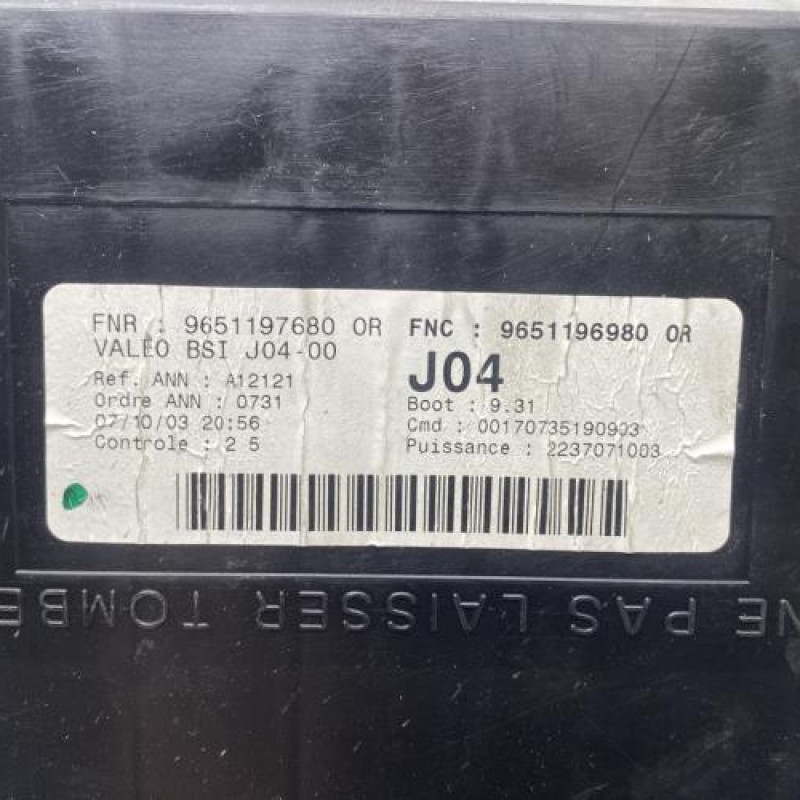 FNR : 9651197680 OR
VALEO BSI J04-00
Ref. ANN : A12121
Ordre ANN : 0731
07/10/03 20:56
Controle : 2 5
FNC : 9651196980 OR
J04
Boot : 9.31
Cmd : 00170735190903
Puissance : 2237071003
NE PAS LAISSER TOMBE